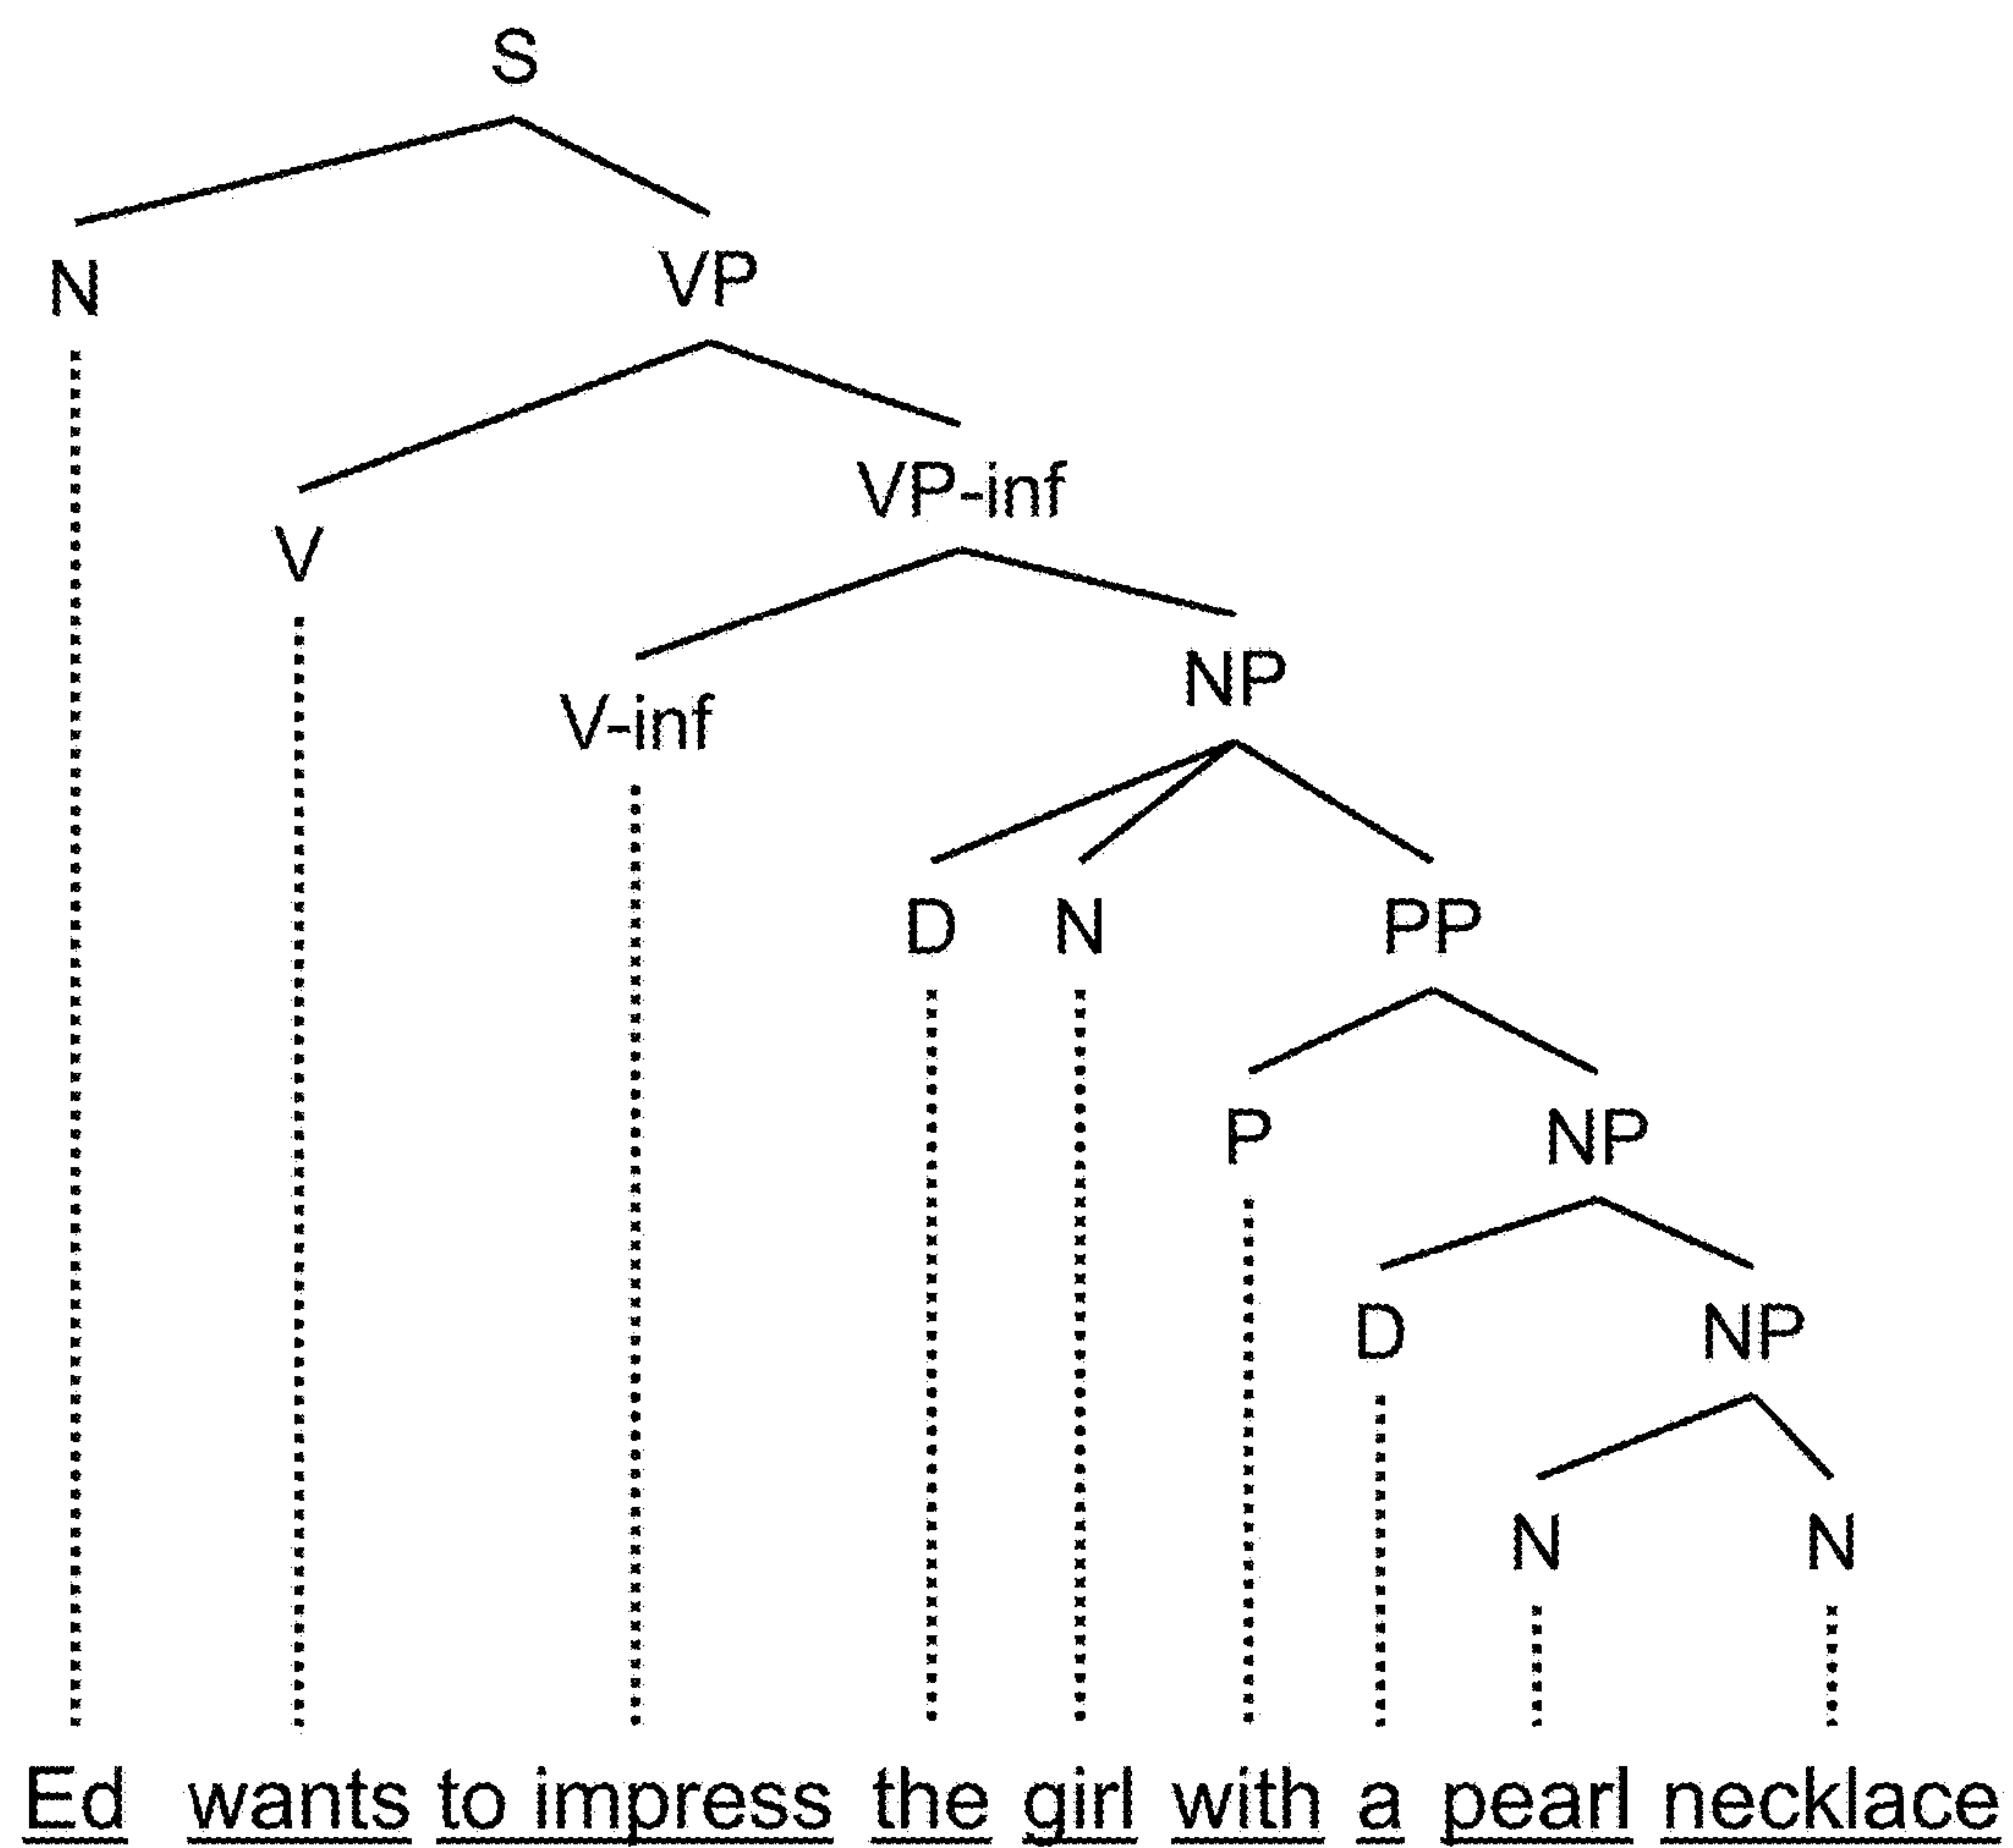 S
N VP
V VP-inf
V-inf NP
D N PP
P NP
D NP
N N
Ed wants to impress the girl with a pearl necklace